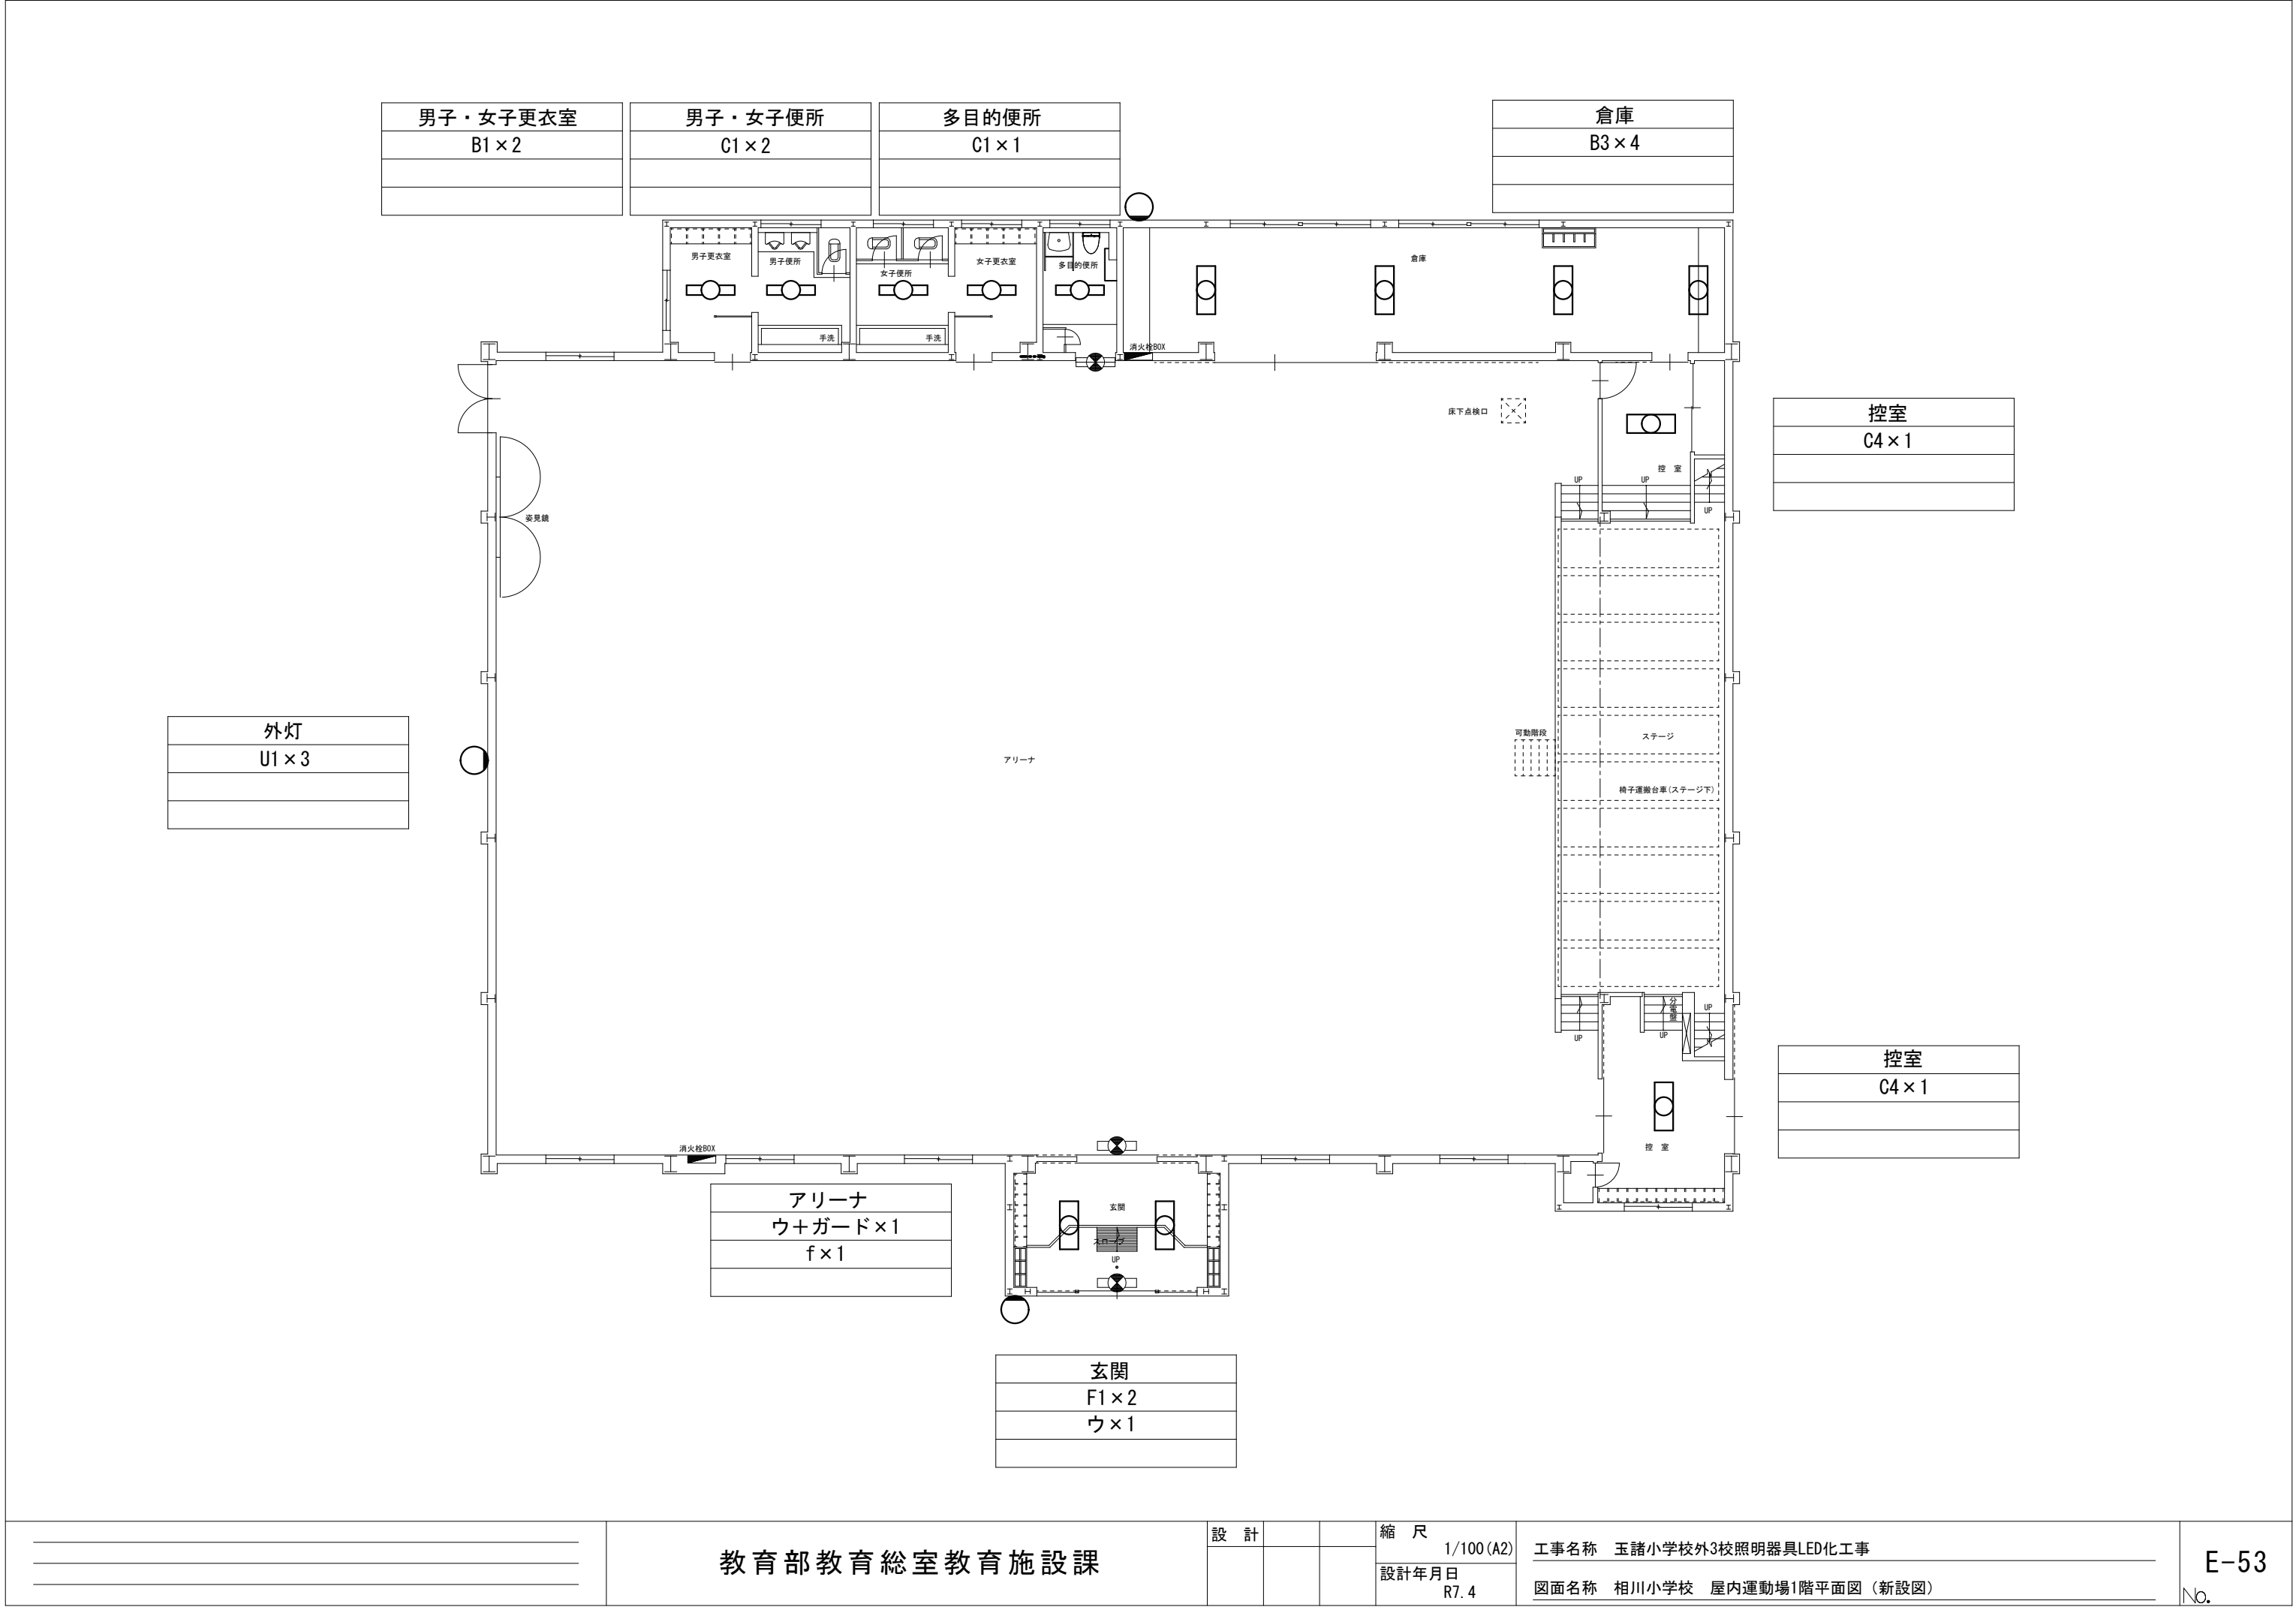 男子・女子更衣室
B1×2
男子・女子便所
C1×2
多目的便所
C1×1
倉庫
B3×4
男子更衣室
男子便所
女子便所
女子更衣室
多目的便所
倉庫
手洗
手洗
消火栓BOX
床下点検口
控　室
UP
UP
UP
控室
C4×1
姿見鏡
外灯
U1×3
アリーナ
可動階段
ステージ
椅子運搬台車(ステージ下)
分電盤
UP
UP
UP
控室
C4×1
控　室
消火栓BOX
アリーナ
ウ＋ガード×1
f×1
玄関
スロープ
UP
玄関
F1×2
ウ×1
教育部教育総室教育施設課
設　計
縮　尺
1/100(A2)
設計年月日
R7.4
工事名称　玉諸小学校外3校照明器具LED化工事
図面名称　相川小学校　屋内運動場1階平面図（新設図）
E-53
No.